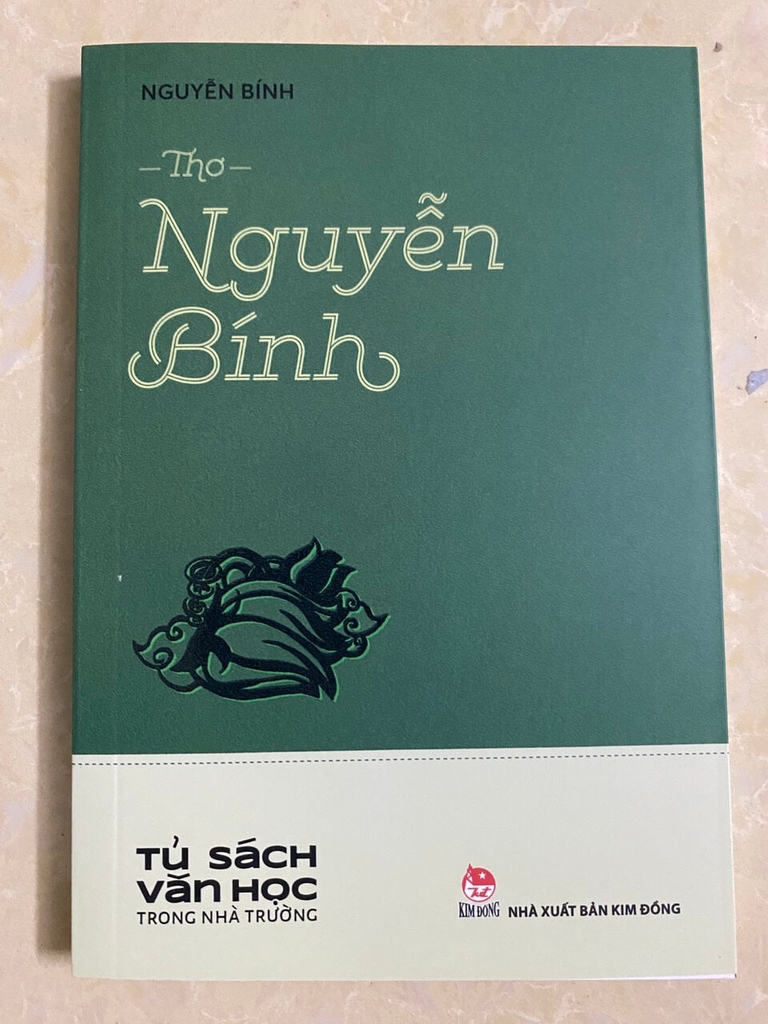 NGUYỄN BÍNH
Thơ
Nguyễn
Bính
Tủ sách
văn học
TRONG NHÀ TRƯỜNG
KIM ĐỒNG
NHÀ XUẤT BẢN KIM ĐỒNG